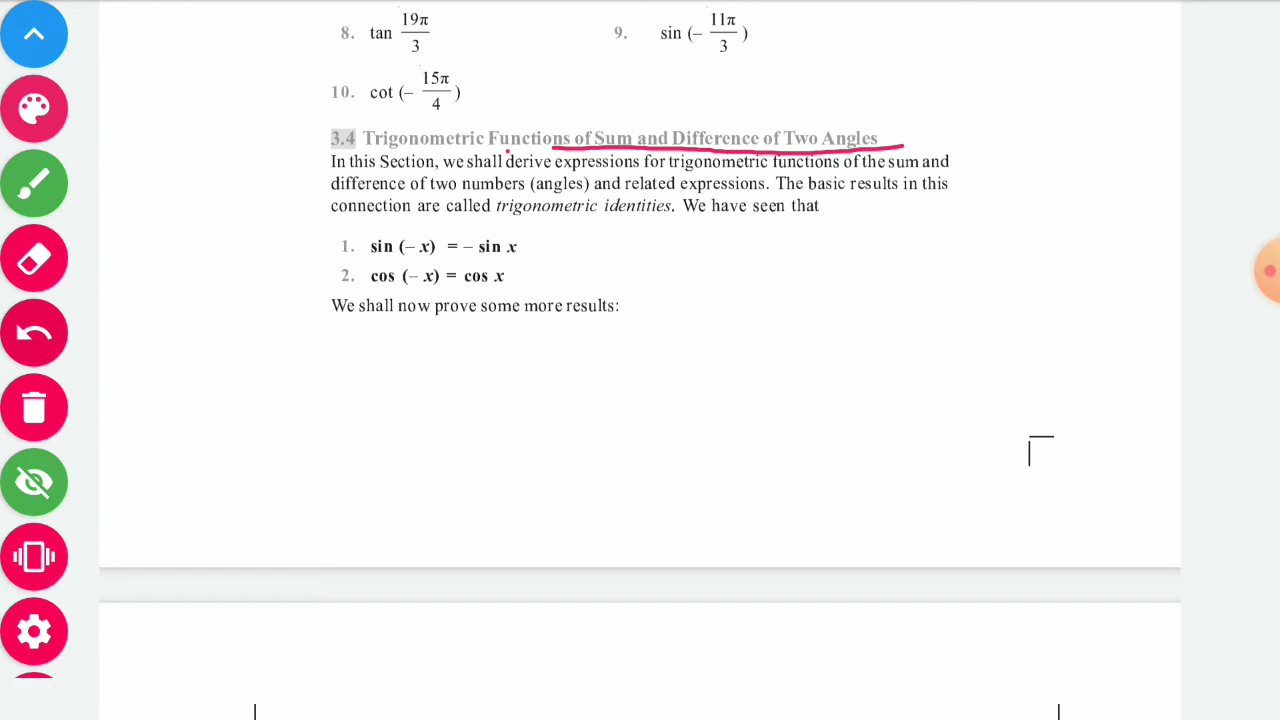 8. tan 19π/3 9. sin (– 11π/3 )
10. cot (– 15π/4 )
3.4 Trigonometric Functions of Sum and Difference of Two Angles
In this Section, we shall derive expressions for trigonometric functions of the sum and
difference of two numbers (angles) and related expressions. The basic results in this
connection are called trigonometric identities. We have seen that
1. sin (– x) = – sin x
2. cos (– x) = cos x
We shall now prove some more results: